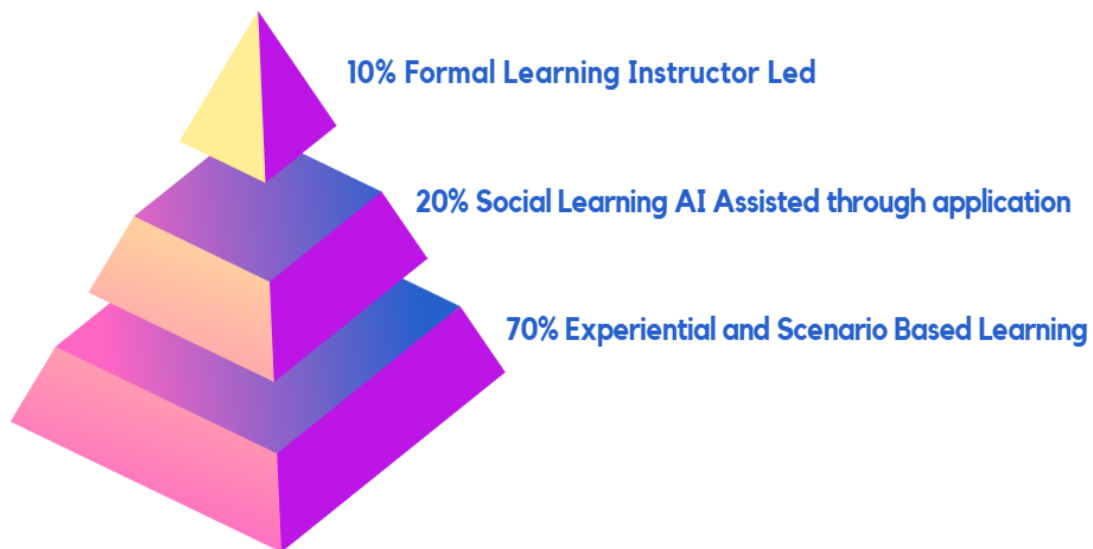 10% Formal Learning Instructor Led
20% Social Learning AI Assisted through application
70% Experiential and Scenario Based Learning